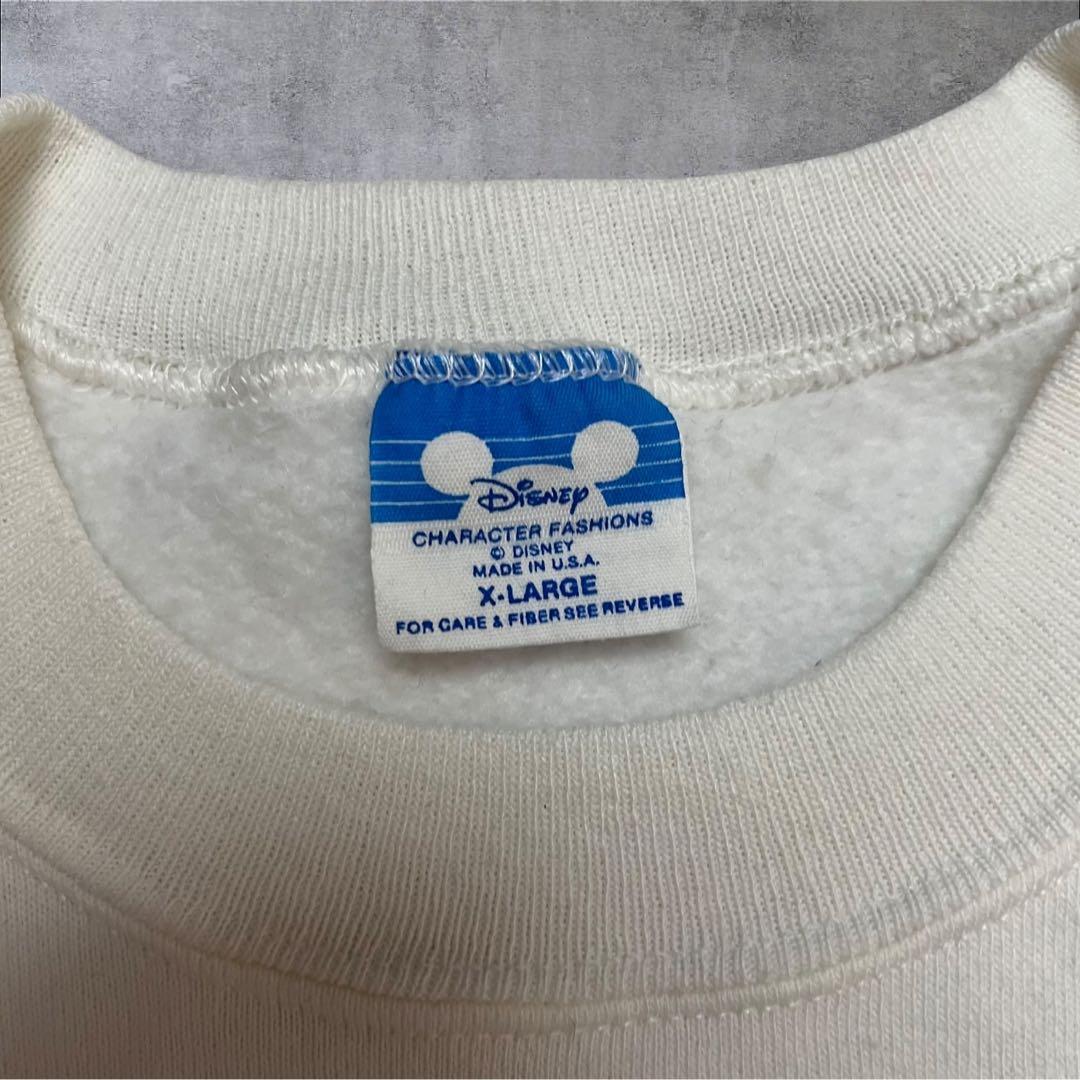 Disney
CHARACTER FASHIONS
© DISNEY
MADE IN U.S.A.
X-LARGE
FOR CARE & FIBER SEE REVERSE